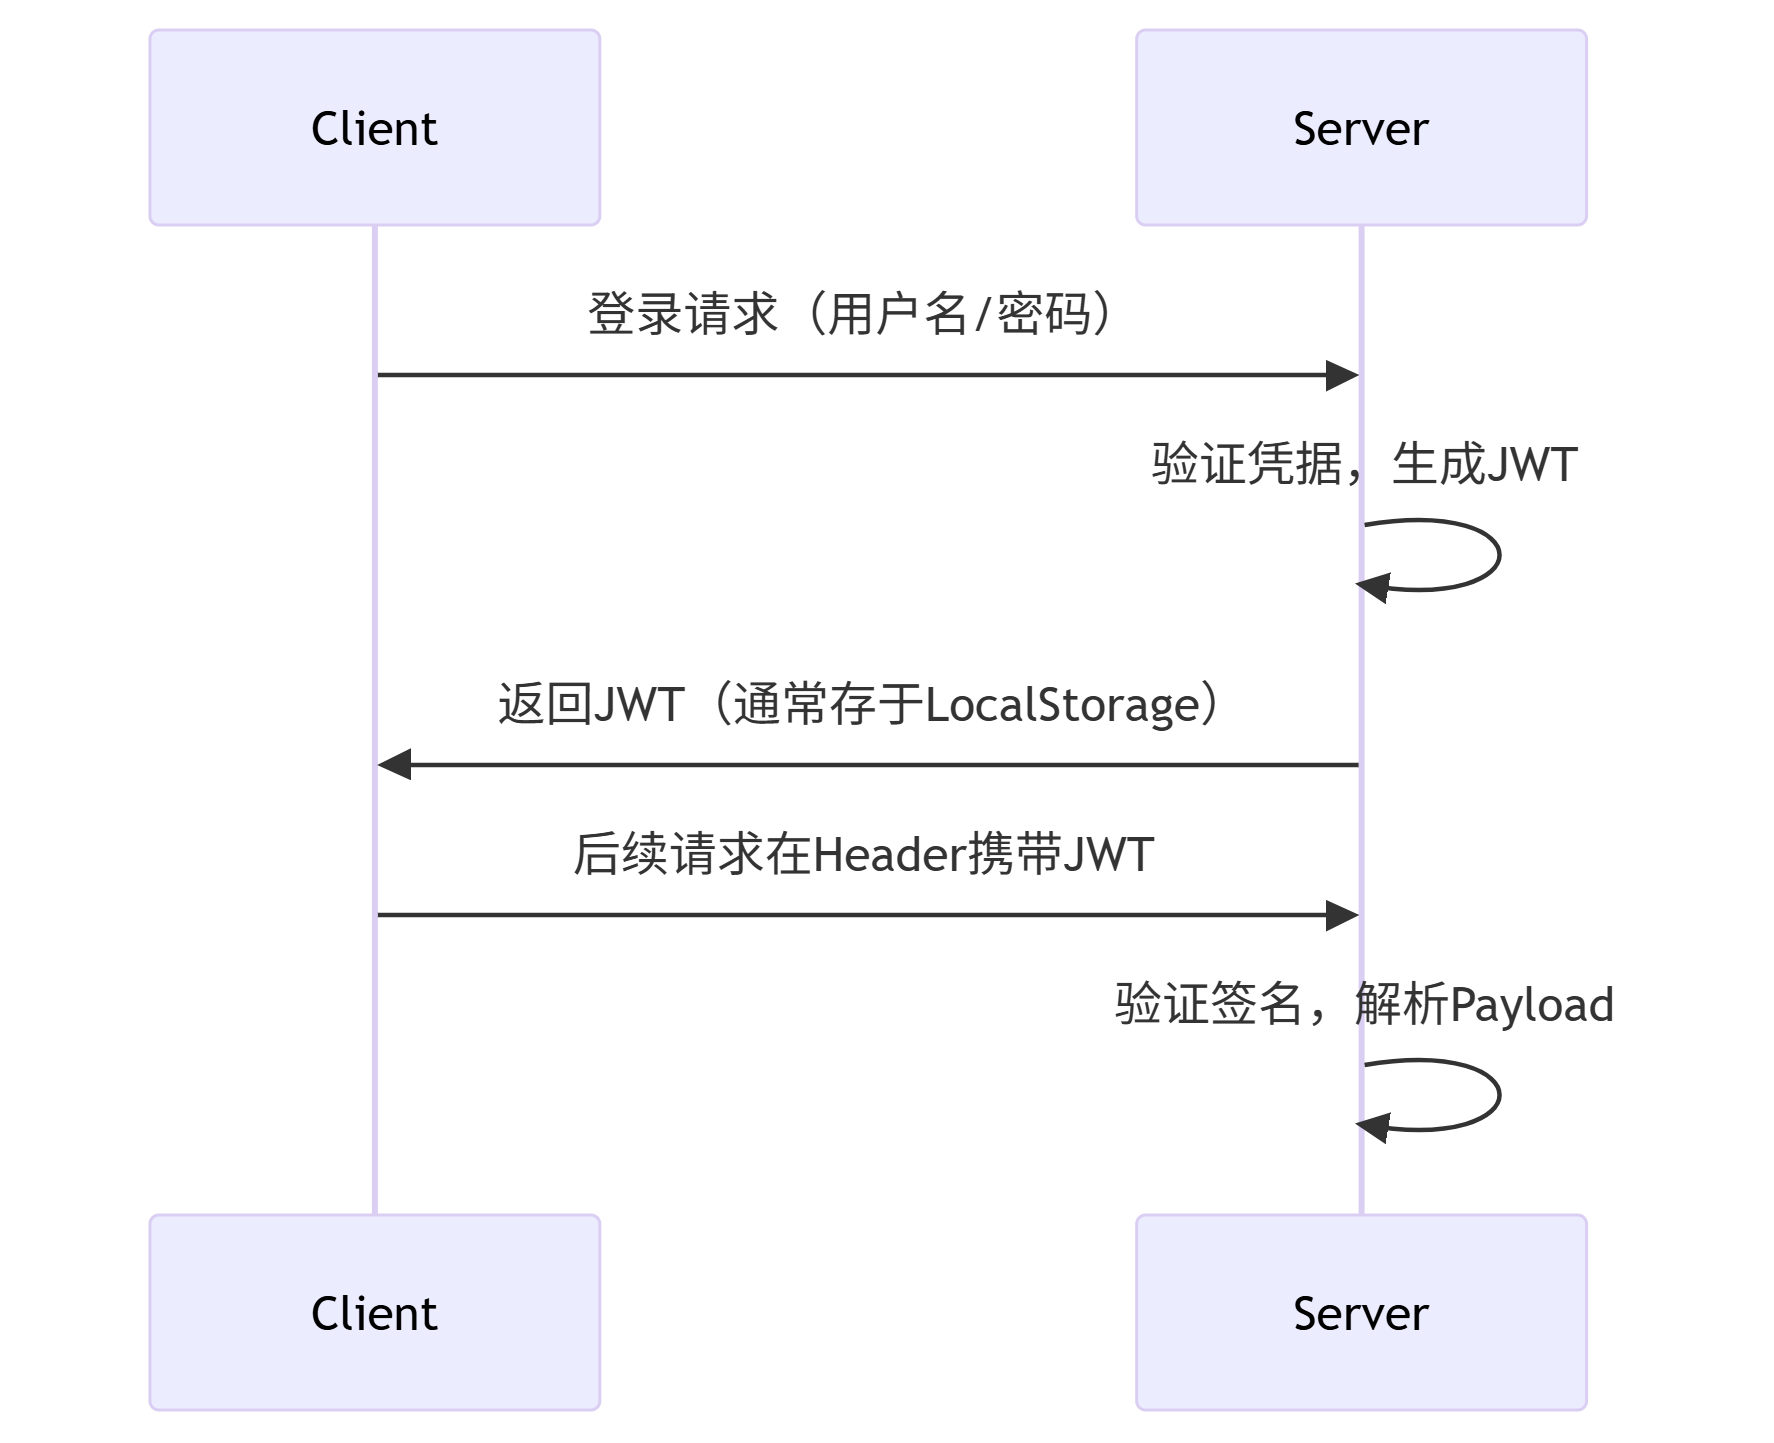 Client
Server
登录请求（用户名/密码）
验证凭据，生成JWT
返回JWT（通常存于LocalStorage）
后续请求在Header携带JWT
验证签名，解析Payload
Client
Server